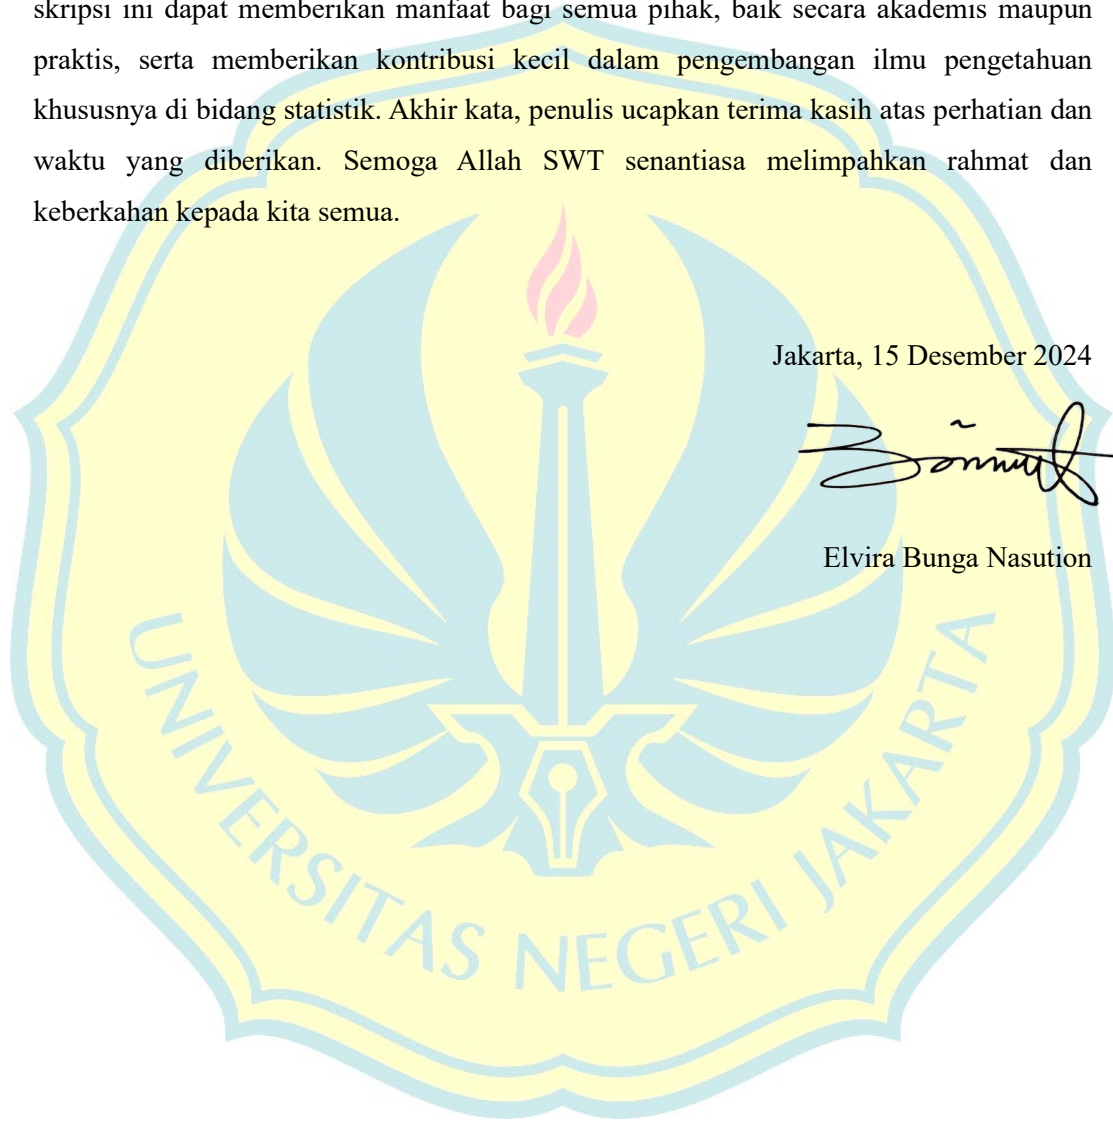 skripsi ini dapat memberikan manfaat bagi semua pihak, baik secara akademis maupun
praktis, serta memberikan kontribusi kecil dalam pengembangan ilmu pengetahuan
khususnya di bidang statistik. Akhir kata, penulis ucapkan terima kasih atas perhatian dan
waktu yang diberikan. Semoga Allah SWT senantiasa melimpahkan rahmat dan
keberkahan kepada kita semua.
Jakarta, 15 Desember 2024
Elvira Bunga Nasution
UNIVERSITAS NEGERI JAKARTA